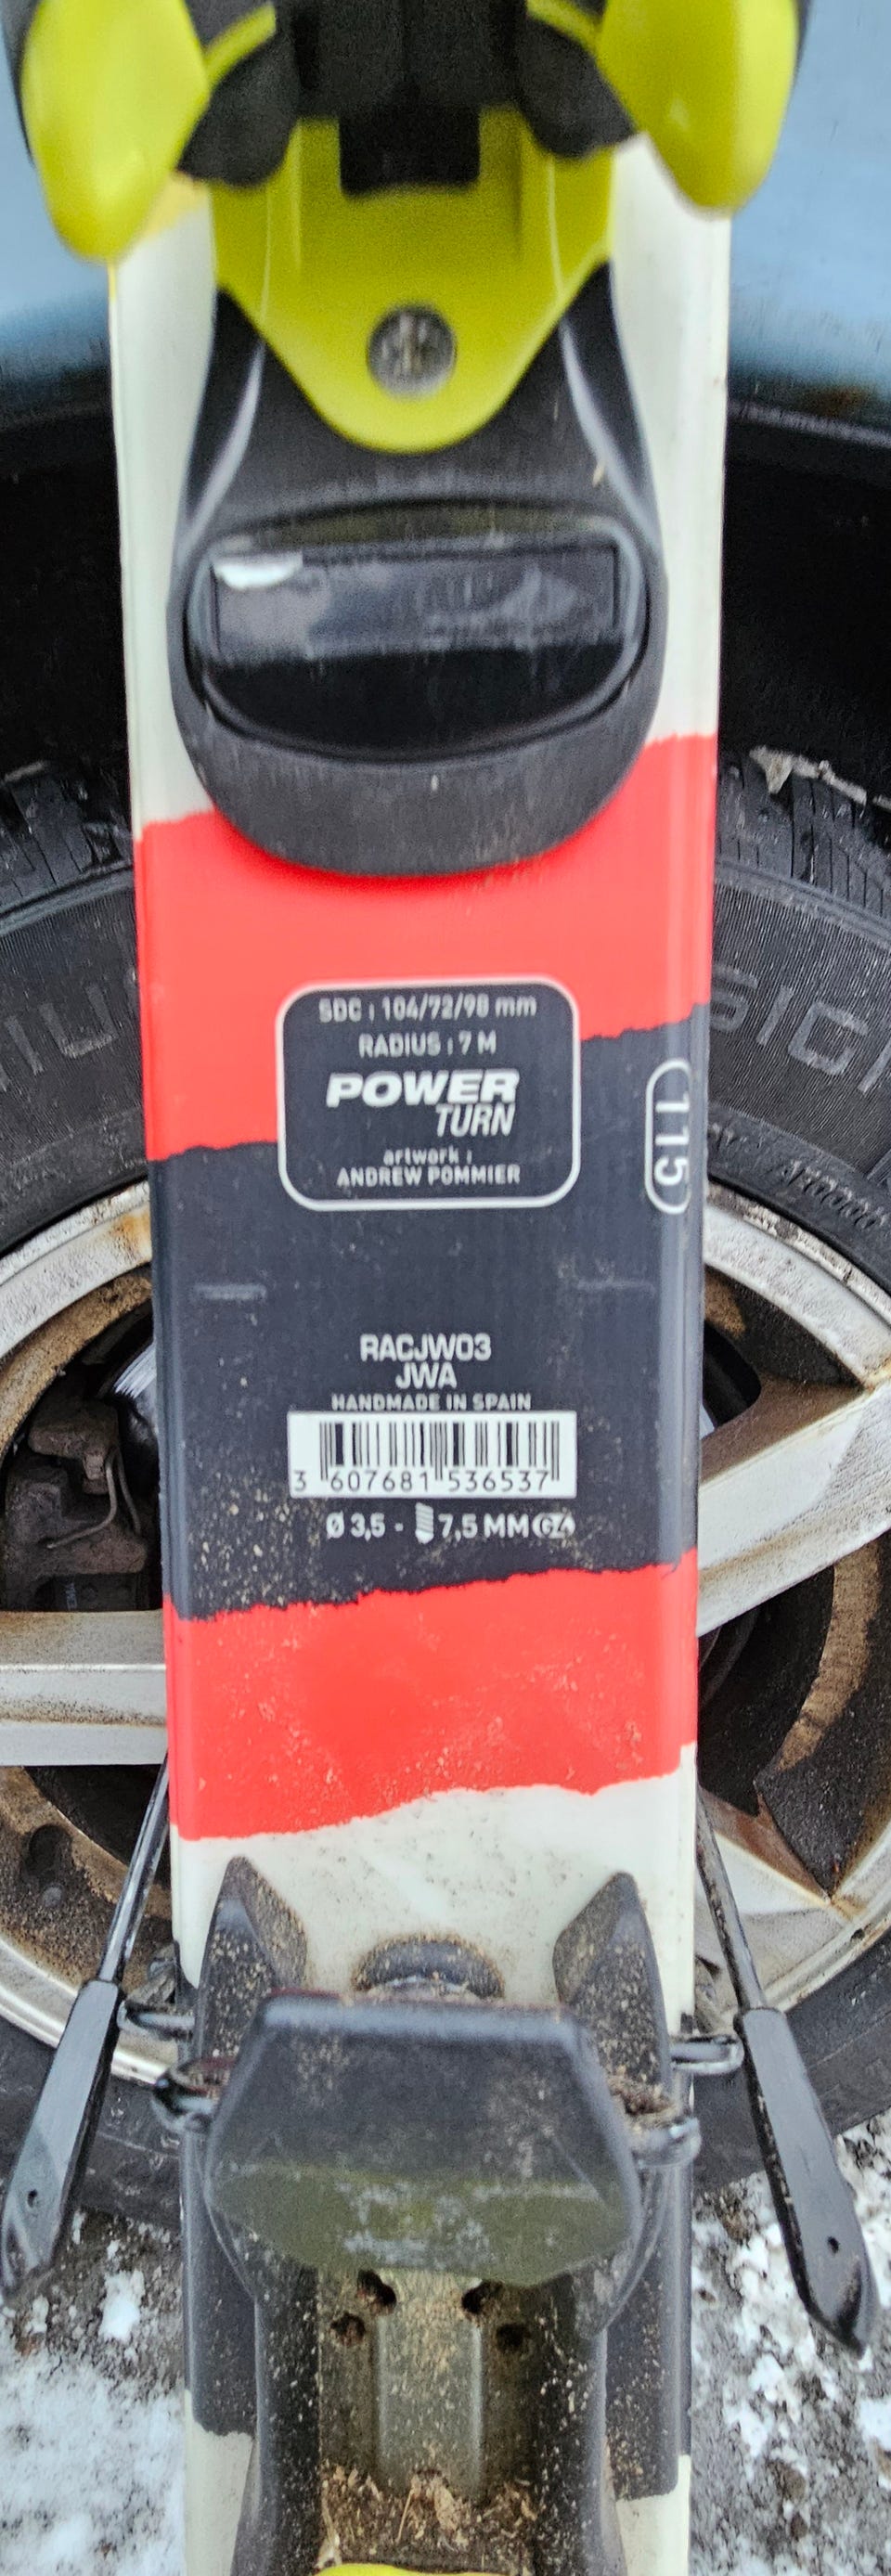 SDC : 104/72/98 mm
RADIUS : 7 M
POWER
TURN
artwork :
ANDREW POMMIER
115
RACJW03
JWA
HANDMADE IN SPAIN
3 607681 536537
Ø 3,5 - 7,5 MM